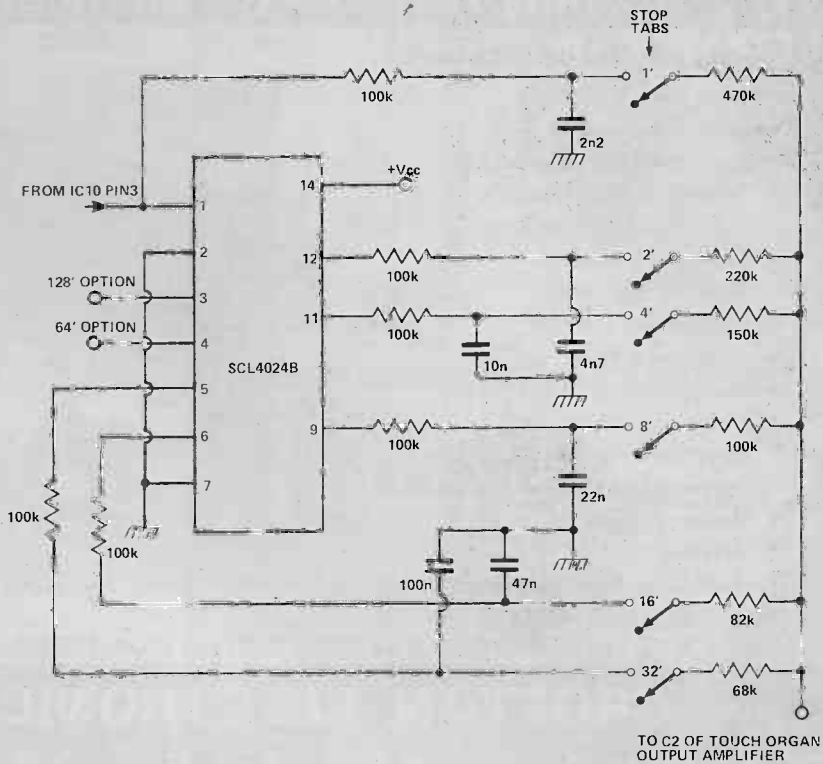 STOP
TABS
1'
100k
470k
2n2
+Vcc
14
FROM IC10 PIN3
1
2
12
100k
2'
220k
128' OPTION
3
11
100k
4'
150k
64' OPTION
4
10n
4n7
SCL4024B
5
6
9
100k
8'
100k
7
22n
100k
100k
100n
47n
16'
82k
32'
68k
TO C2 OF TOUCH ORGAN
OUTPUT AMPLIFIER